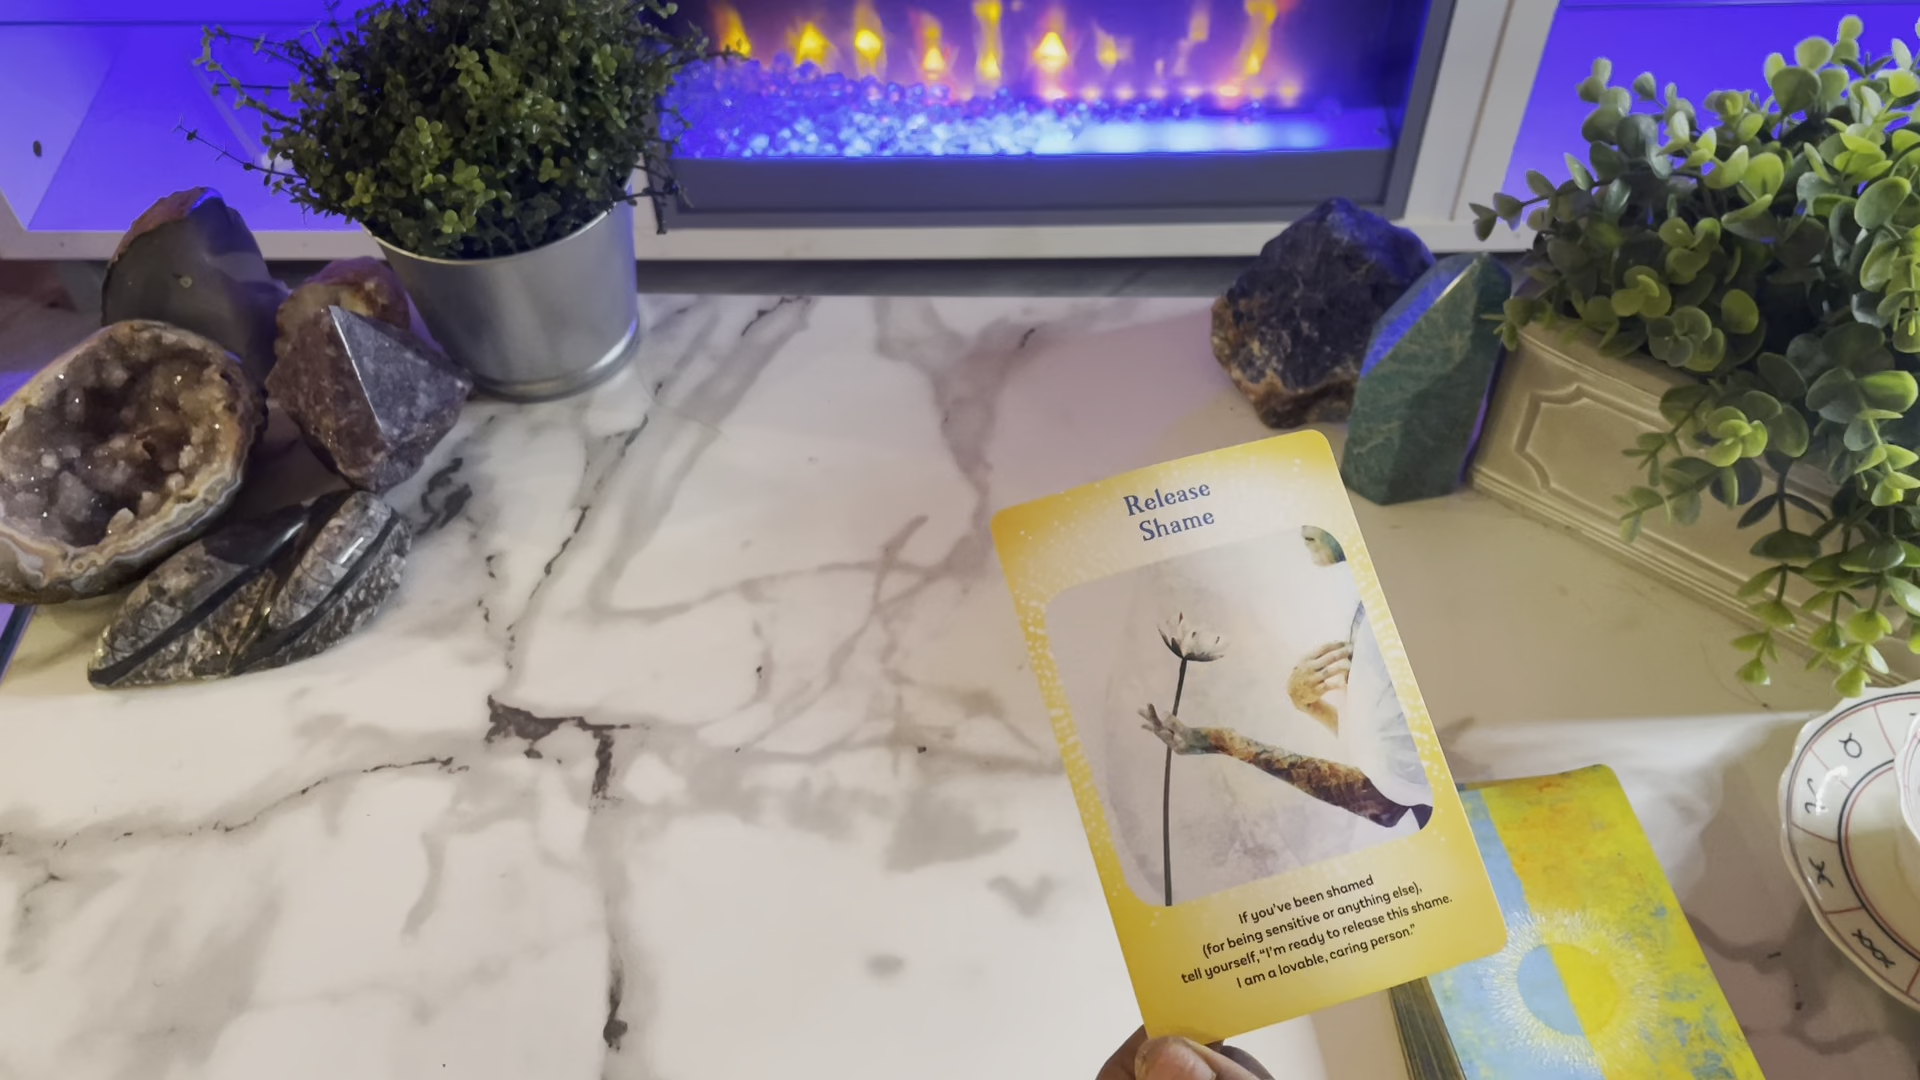 Release
Shame
If you've been shamed
(for being sensitive or anything else),
tell yourself, "I'm ready to release this shame.
I am a lovable, caring person."